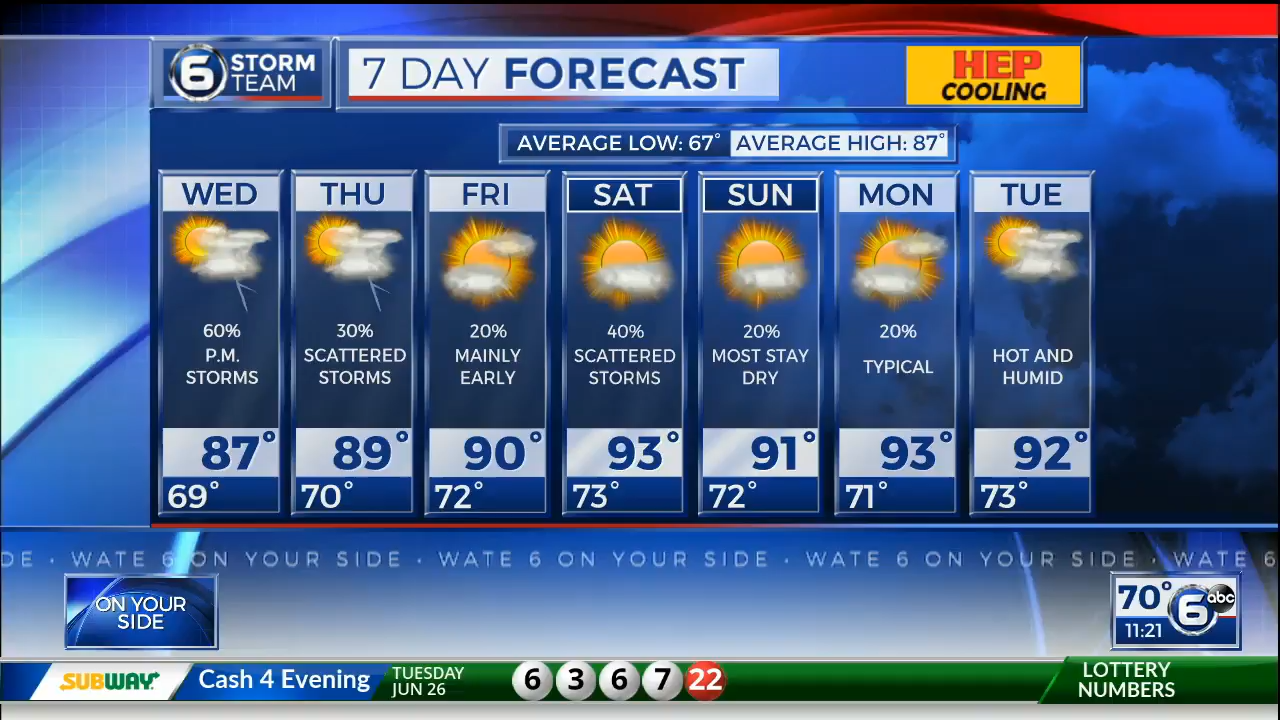 6 STORM
TEAM
7 DAY FORECAST
HEP
COOLING
AVERAGE LOW: 67° AVERAGE HIGH: 87°
WED THU FRI SAT SUN MON TUE
60% 30% 20% 40% 20% 20%
P.M. SCATTERED MAINLY SCATTERED MOST STAY TYPICAL HOT AND
STORMS STORMS EARLY STORMS DRY HUMID
87° 89° 90° 93° 91° 93° 92°
69° 70° 72° 73° 72° 71° 73°
DE · WATE 6 ON YOUR SIDE · WATE 6 ON YOUR SIDE · WATE 6 ON YOUR SIDE · WATE 6
ON YOUR
SIDE
70° 6 abc
11:21
SUBWAY Cash 4 Evening TUESDAY
JUN 26
6 3 6 7 22
LOTTERY
NUMBERS